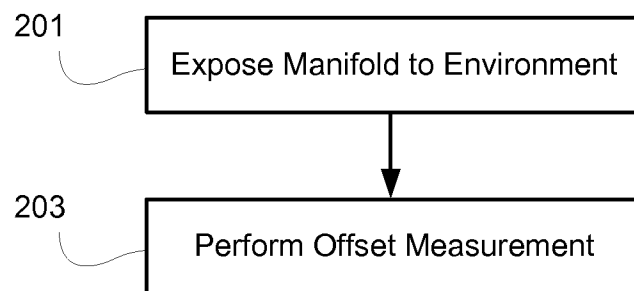 201
Expose Manifold to Environment
203
Perform Offset Measurement